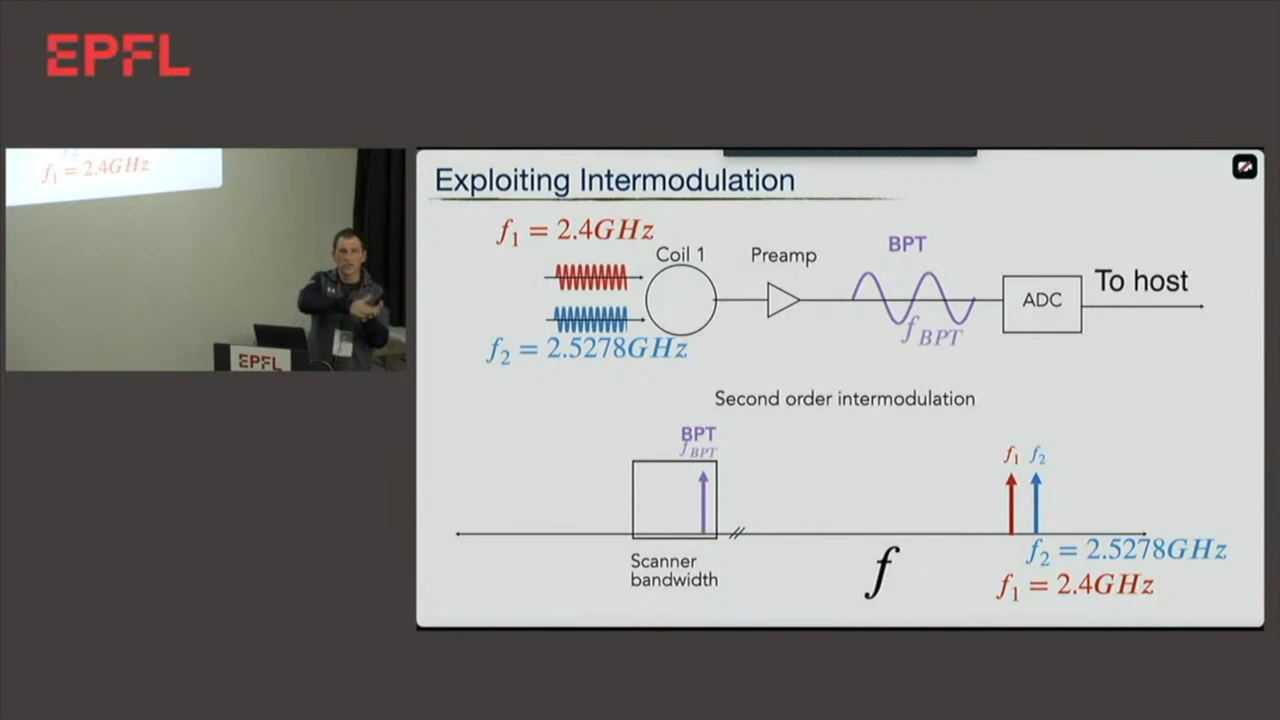 EPFL
f₁ = 2.4GHz
EPFL
Exploiting Intermodulation
f₁ = 2.4GHz
Coil 1
Preamp
BPT
ADC
To host
f_BPT
f₂ = 2.5278GHz
Second order intermodulation
BPT
f_BPT
f₁ f₂
Scanner
bandwidth
f
f₂ = 2.5278GHz
f₁ = 2.4GHz